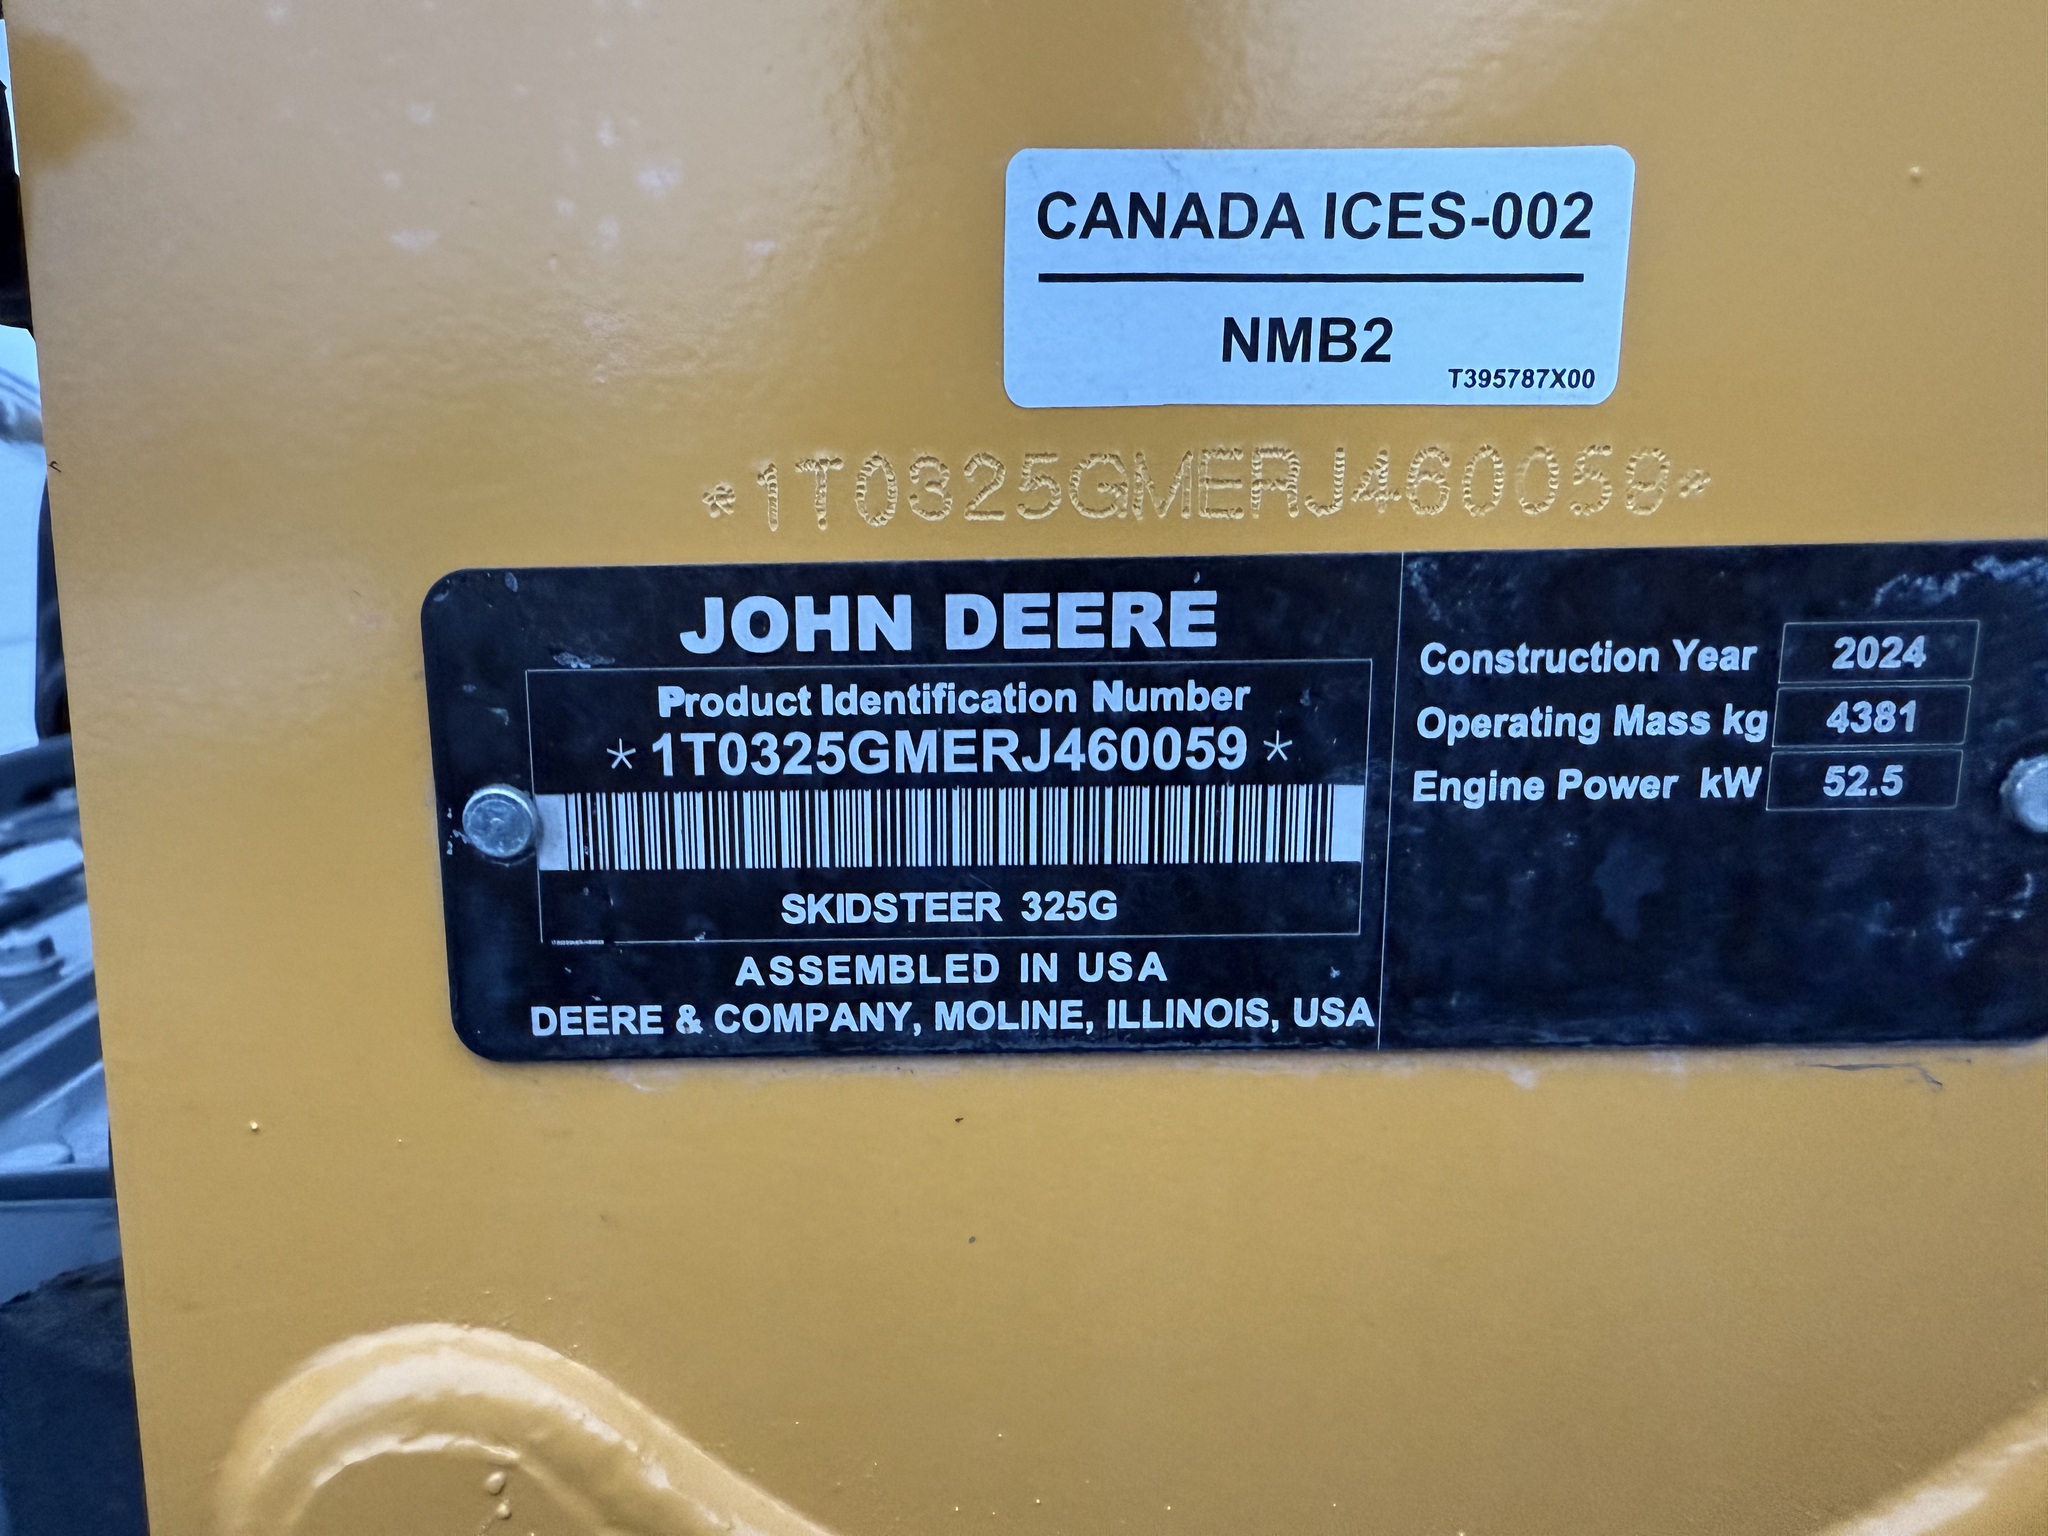 CANADA ICES-002
NMB2
T395787X00
*1T0325GMERJ460059*
JOHN DEERE
Product Identification Number
*1T0325GMERJ460059*
SKIDSTEER 325G
ASSEMBLED IN USA
DEERE & COMPANY, MOLINE, ILLINOIS, USA
Construction Year 2024
Operating Mass kg 4381
Engine Power kW 52.5